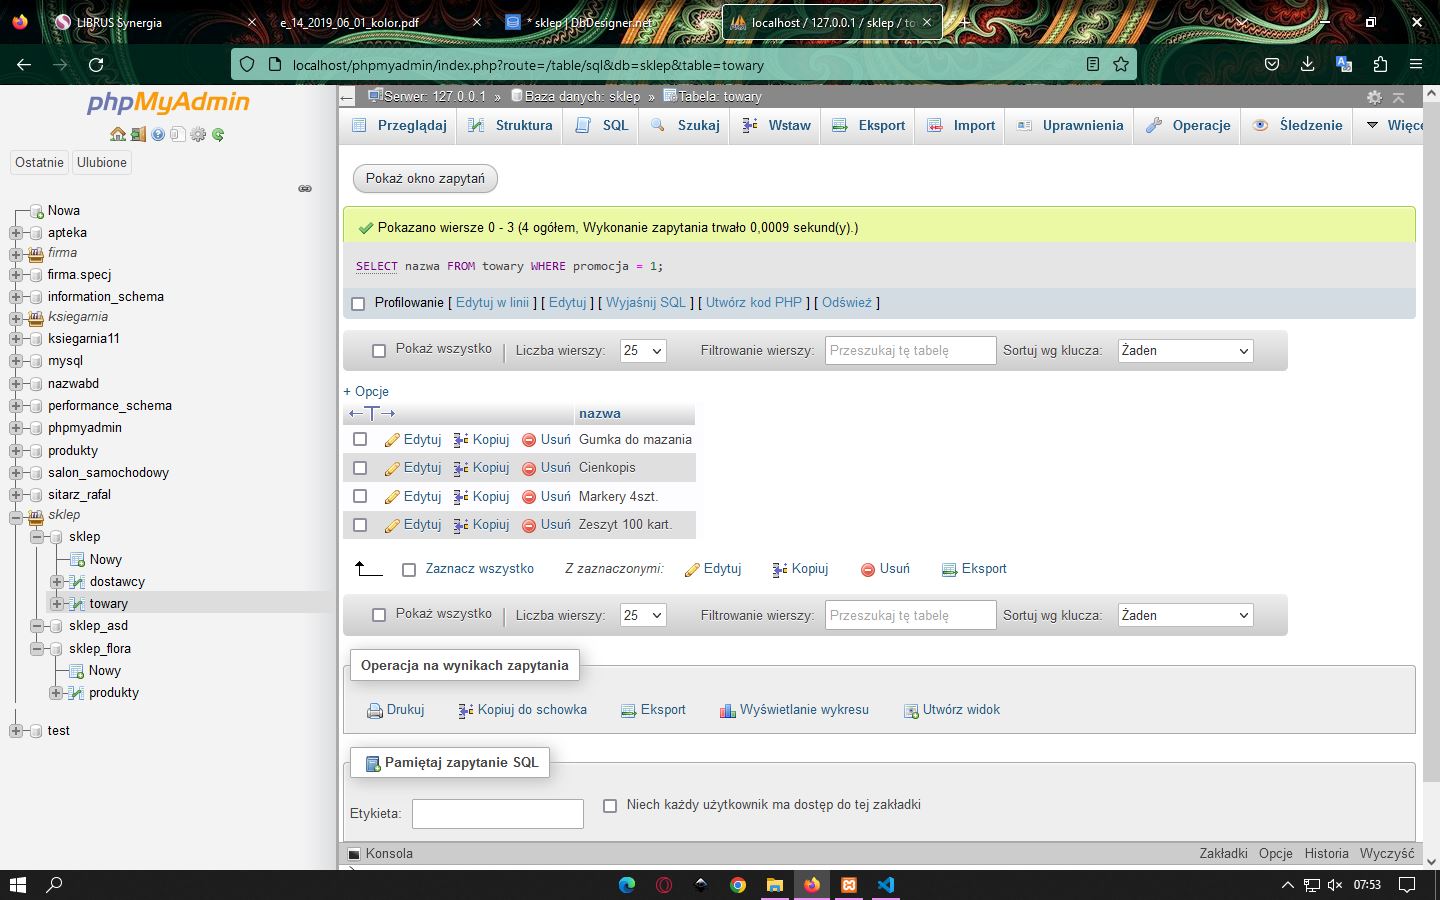 LIBRUS Synergia
e_14_2019_06_01_kolor.pdf
* sklep | DbDesigner.net
localhost / 127.0.0.1 / sklep / to
localhost/phpmyadmin/index.php?route=/table/sql&db=sklep&table=towary
phpMyAdmin
Ostatnie
Ulubione
Nowa
apteka
firma
firma.specj
information_schema
ksiegarnia
ksiegarnia11
mysql
nazwabd
performance_schema
phpmyadmin
produkty
salon_samochodowy
sitarz_rafal
sklep
sklep
Nowy
dostawcy
towary
sklep_asd
sklep_flora
Nowy
produkty
test
Serwer: 127.0.0.1 » Baza danych: sklep » Tabela: towary
Przeglądaj
Struktura
SQL
Szukaj
Wstaw
Eksport
Import
Uprawnienia
Operacje
Śledzenie
Więce
Pokaż okno zapytań
Pokazano wiersze 0 - 3 (4 ogółem, Wykonanie zapytania trwało 0,0009 sekund(y).)
SELECT nazwa FROM towary WHERE promocja = 1;
Profilowanie [ Edytuj w linii ] [ Edytuj ] [ Wyjaśnij SQL ] [ Utwórz kod PHP ] [ Odśwież ]
Pokaż wszystko | Liczba wierszy: 25 Filtrowanie wierszy: Przeszukaj tę tabelę Sortuj wg klucza: Żaden
+ Opcje
←T→ nazwa
Edytuj Kopiuj Usuń Gumka do mazania
Edytuj Kopiuj Usuń Cienkopis
Edytuj Kopiuj Usuń Markery 4szt.
Edytuj Kopiuj Usuń Zeszyt 100 kart.
Zaznacz wszystko Z zaznaczonymi: Edytuj Kopiuj Usuń Eksport
Pokaż wszystko | Liczba wierszy: 25 Filtrowanie wierszy: Przeszukaj tę tabelę Sortuj wg klucza: Żaden
Operacja na wynikach zapytania
Drukuj Kopiuj do schowka Eksport Wyświetlanie wykresu Utwórz widok
Pamiętaj zapytanie SQL
Etykieta: Niech każdy użytkownik ma dostęp do tej zakładki
Konsola Zakładki Opcje Historia Wyczyść
07:53